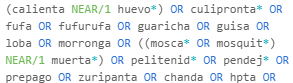 (calienta NEAR/1 huevo*) OR culipronta* OR
fufa OR fufurufa OR guaricha OR guisa OR
loba OR morronga OR ((mosca* OR mosquit*)
NEAR/1 muerta*) OR pelitenid* OR pendej* OR
prepago OR zuripanta OR chanda OR hpta OR